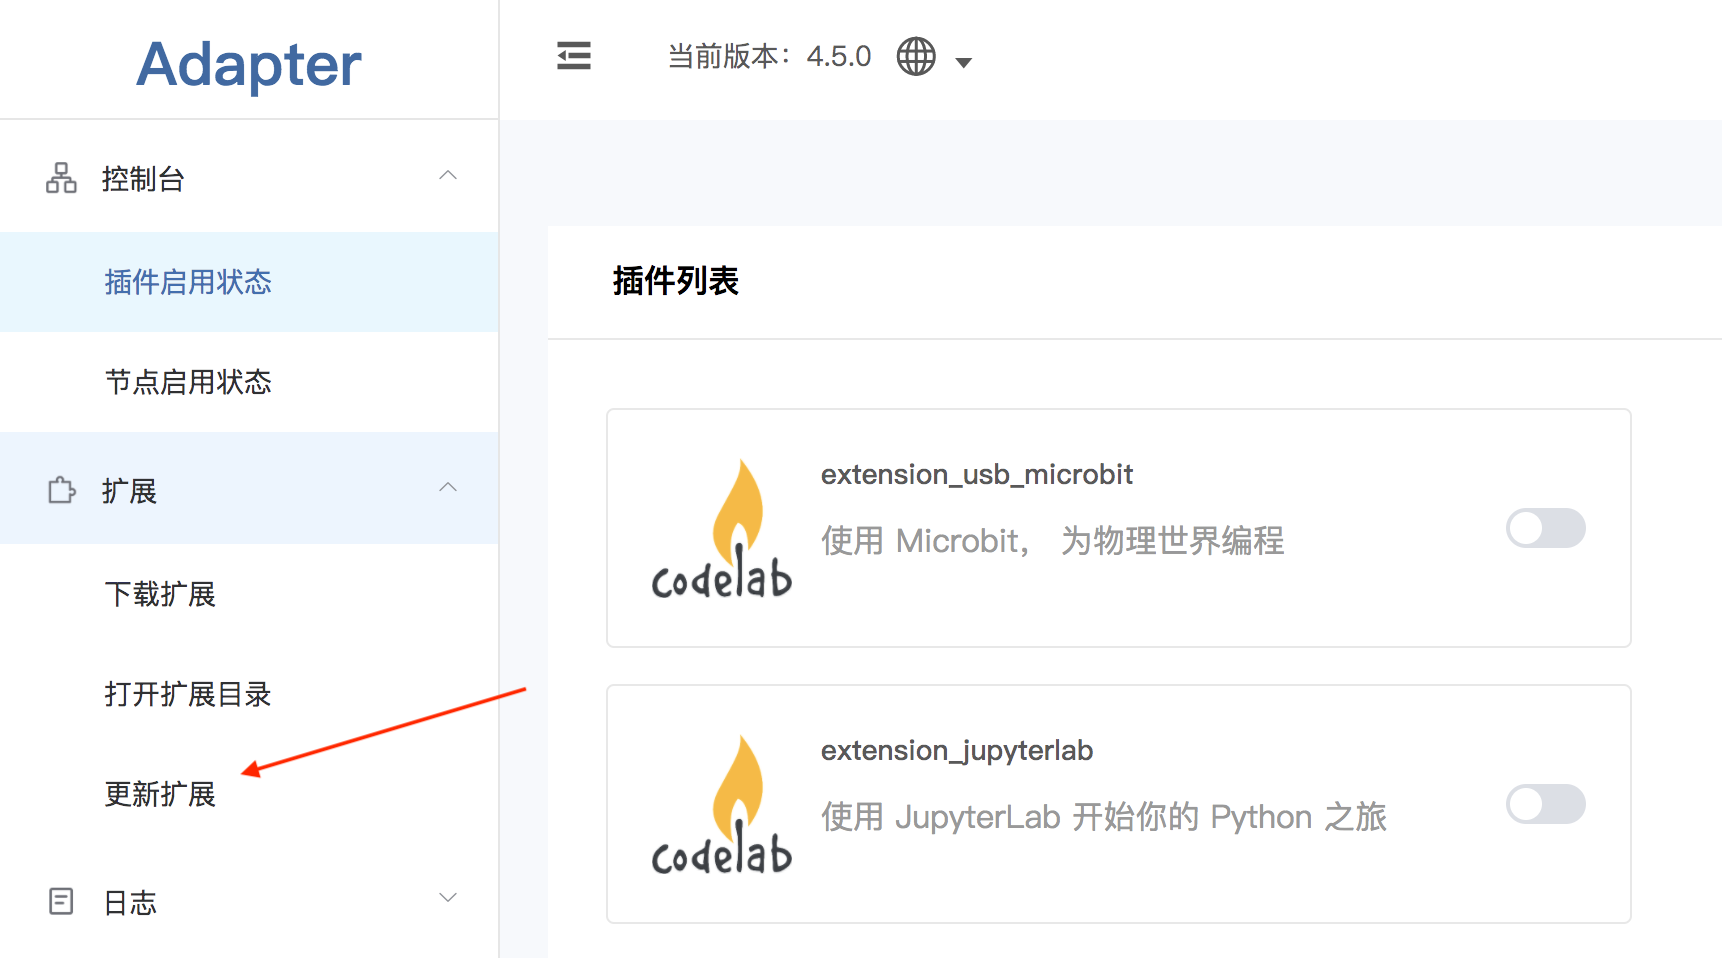 Adapter
当前版本：4.5.0
控制台
插件启用状态
节点启用状态
扩展
下载扩展
打开扩展目录
更新扩展
日志
插件列表
codelab
extension_usb_microbit
使用 Microbit， 为物理世界编程
codelab
extension_jupyterlab
使用 JupyterLab 开始你的 Python 之旅